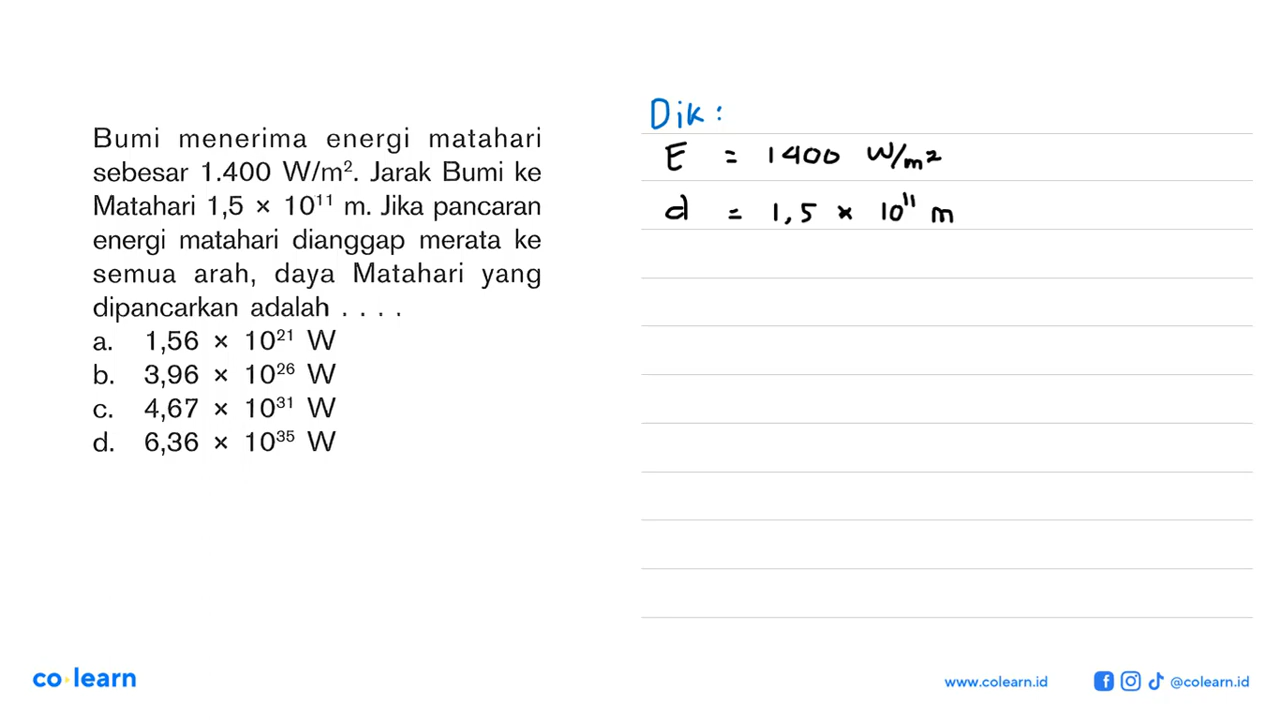 Bumi menerima energi matahari
sebesar 1.400 W/m². Jarak Bumi ke
Matahari 1,5 × 10¹¹ m. Jika pancaran
energi matahari dianggap merata ke
semua arah, daya Matahari yang
dipancarkan adalah . . . .
a. 1,56 × 10²¹ W
b. 3,96 × 10²⁶ W
c. 4,67 × 10³¹ W
d. 6,36 × 10³⁵ W
Dik :
E = 1400 W/m²
d = 1,5 × 10¹¹ m
co learn
www.colearn.id
@colearn.id